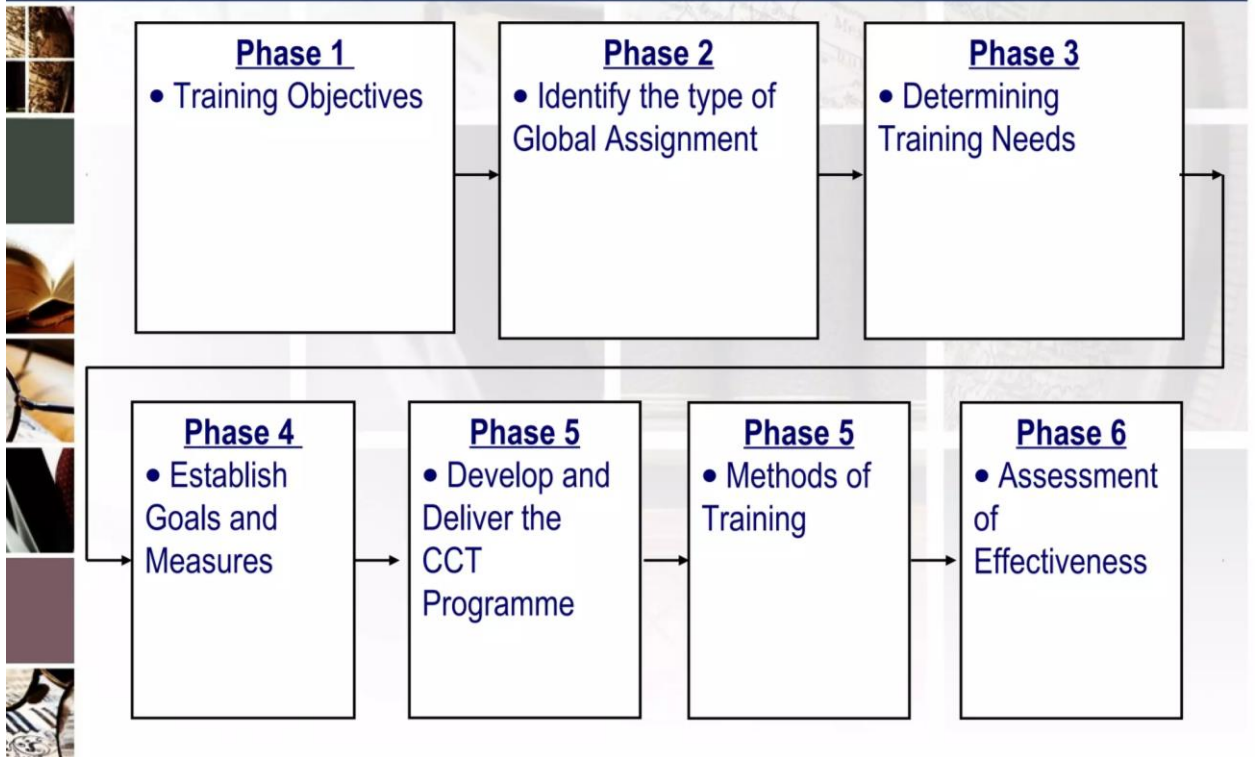 Phase 1
• Training Objectives
Phase 2
• Identify the type of
Global Assignment
Phase 3
• Determining
Training Needs
Phase 4
• Establish
Goals and
Measures
Phase 5
• Develop and
Deliver the
CCT
Programme
Phase 5
• Methods of
Training
Phase 6
• Assessment
of
Effectiveness